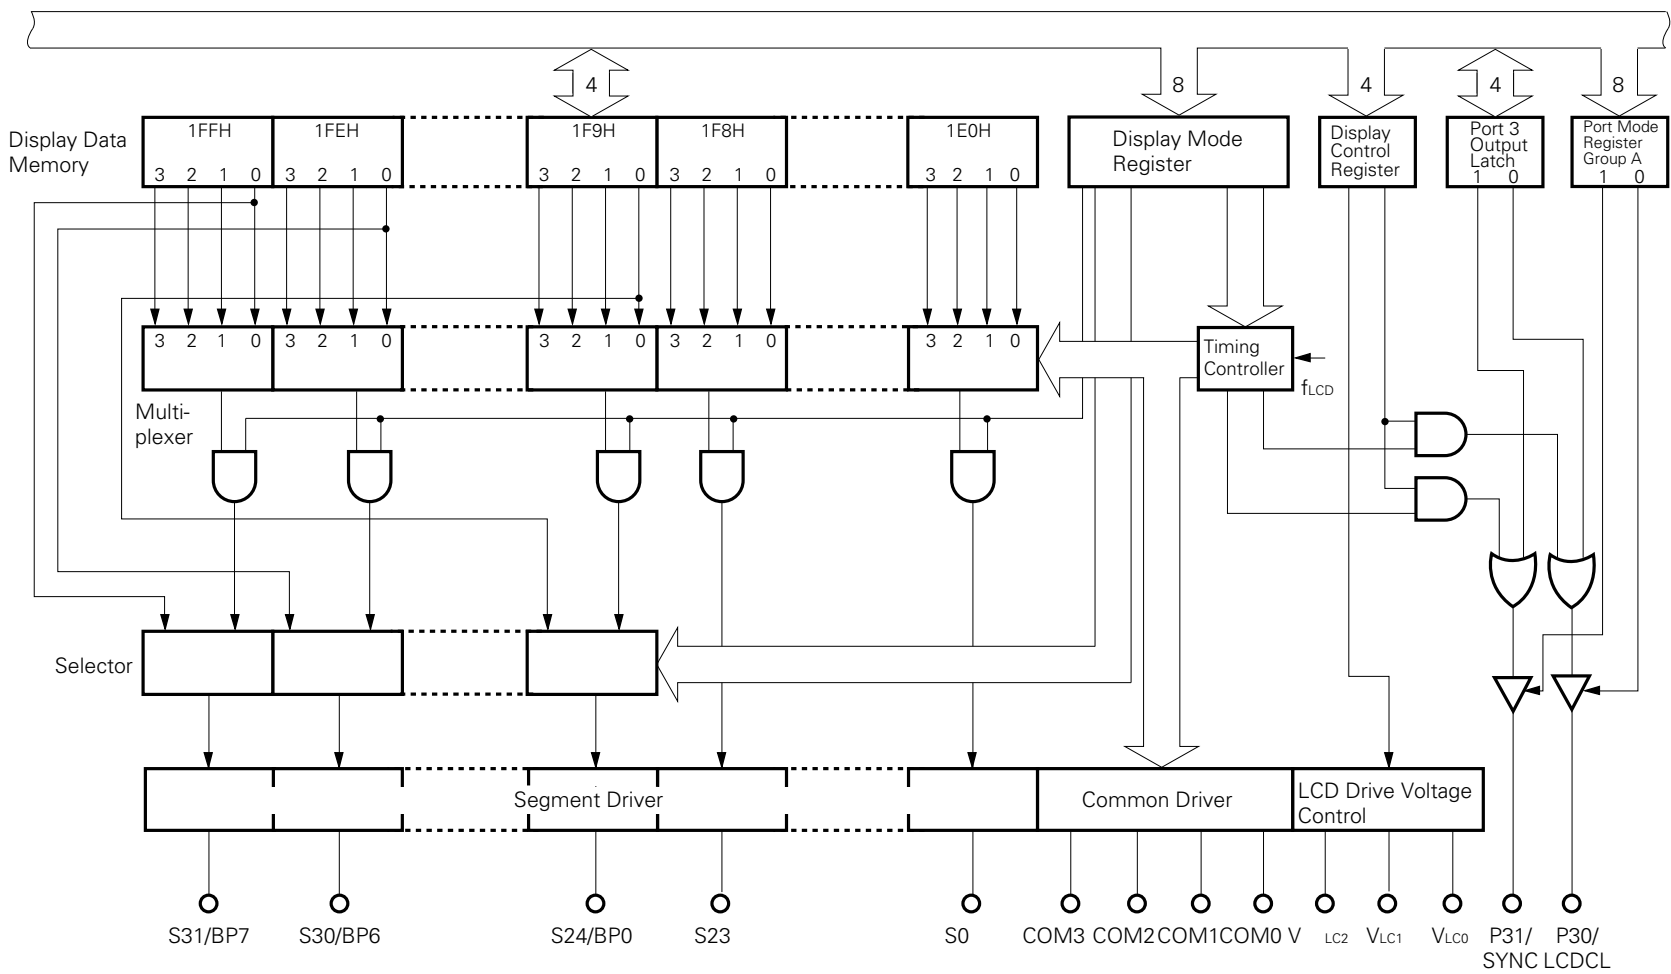 4
8
4
4
8
Display Data
Memory
1FFH
1FEH
1F9H
1F8H
1E0H
3 2 1 0
3 2 1 0
3 2 1 0
3 2 1 0
3 2 1 0
Display Mode
Register
Display
Control
Register
Port 3
Output
Latch
1 0
Port Mode
Register
Group A
1 0
3 2 1 0
3 2 1 0
3 2 1 0
3 2 1 0
3 2 1 0
Timing
Controller
fLCD
Multi-
plexer
Selector
Segment Driver
Common Driver
LCD Drive Voltage
Control
S31/BP7
S30/BP6
S24/BP0
S23
S0
COM3 COM2 COM1 COM0 V LC2
VLC1
VLC0
P31/
SYNC
P30/
LCDCL